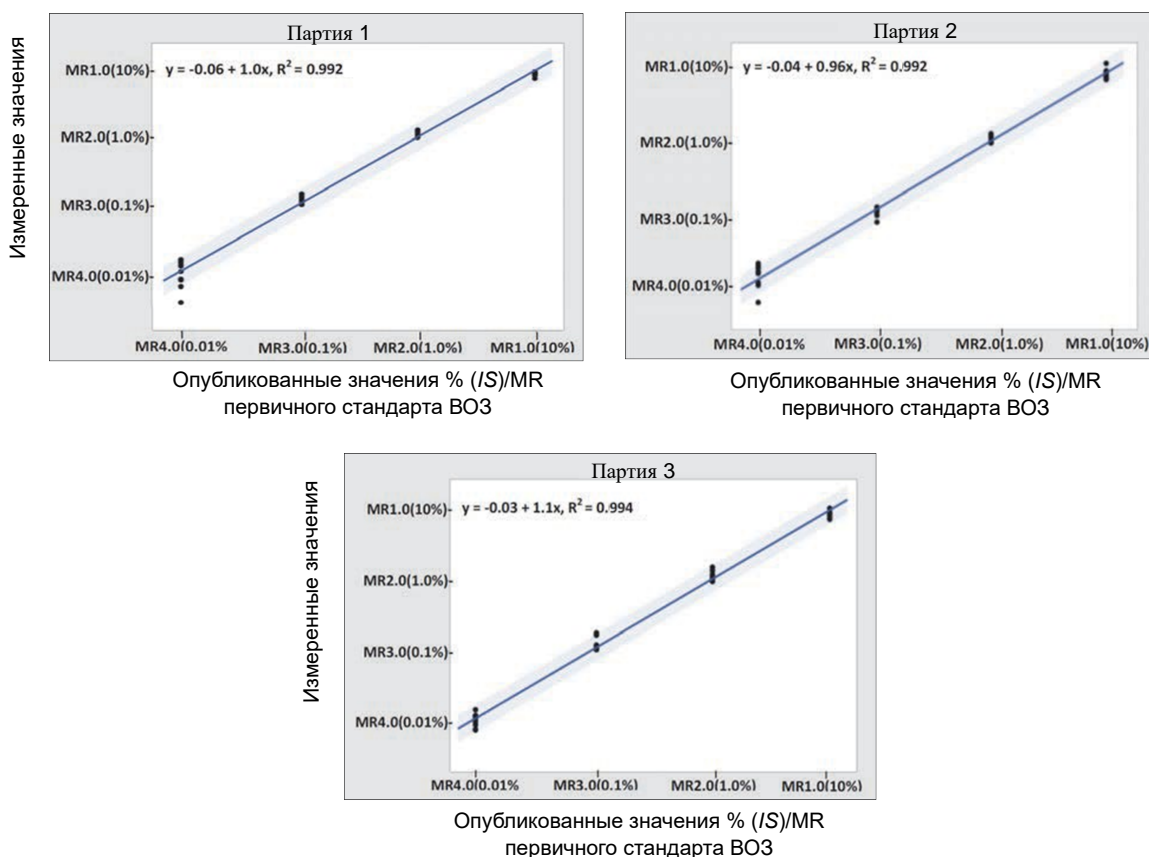 Партия 1
y = -0.06 + 1.0x, R² = 0.992
Измеренные значения
MR1.0(10%)
MR2.0(1.0%)
MR3.0(0.1%)
MR4.0(0.01%)
MR4.0(0.01% MR3.0(0.1%) MR2.0(1.0%) MR1.0(10%)
Опубликованные значения % (IS)/MR
первичного стандарта ВОЗ
Партия 2
y = -0.04 + 0.96x, R² = 0.992
MR1.0(10%)
MR2.0(1.0%)
MR3.0(0.1%)
MR4.0(0.01%)
MR4.0(0.01% MR3.0(0.1%) MR2.0(1.0%) MR1.0(10%)
Опубликованные значения % (IS)/MR
первичного стандарта ВОЗ
Партия 3
y = -0.03 + 1.1x, R² = 0.994
Измеренные значения
MR1.0(10%)
MR2.0(1.0%)
MR3.0(0.1%)
MR4.0(0.01%)
MR4.0(0.01% MR3.0(0.1%) MR2.0(1.0%) MR1.0(10%)
Опубликованные значения % (IS)/MR
первичного стандарта ВОЗ